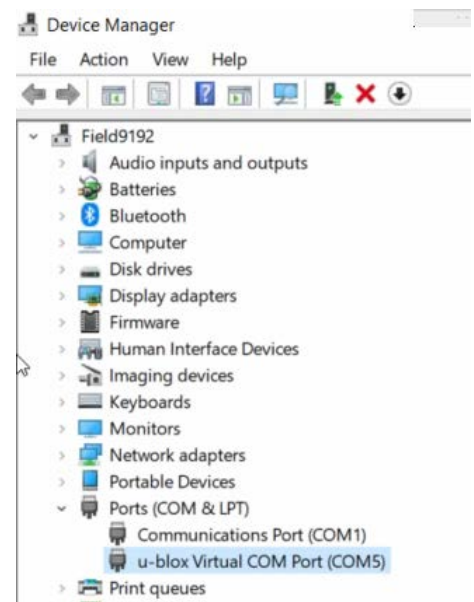 Device Manager
File Action View Help
Field9192
Audio inputs and outputs
Batteries
Bluetooth
Computer
Disk drives
Display adapters
Firmware
Human Interface Devices
Imaging devices
Keyboards
Monitors
Network adapters
Portable Devices
Ports (COM & LPT)
Communications Port (COM1)
u-blox Virtual COM Port (COM5)
Print queues